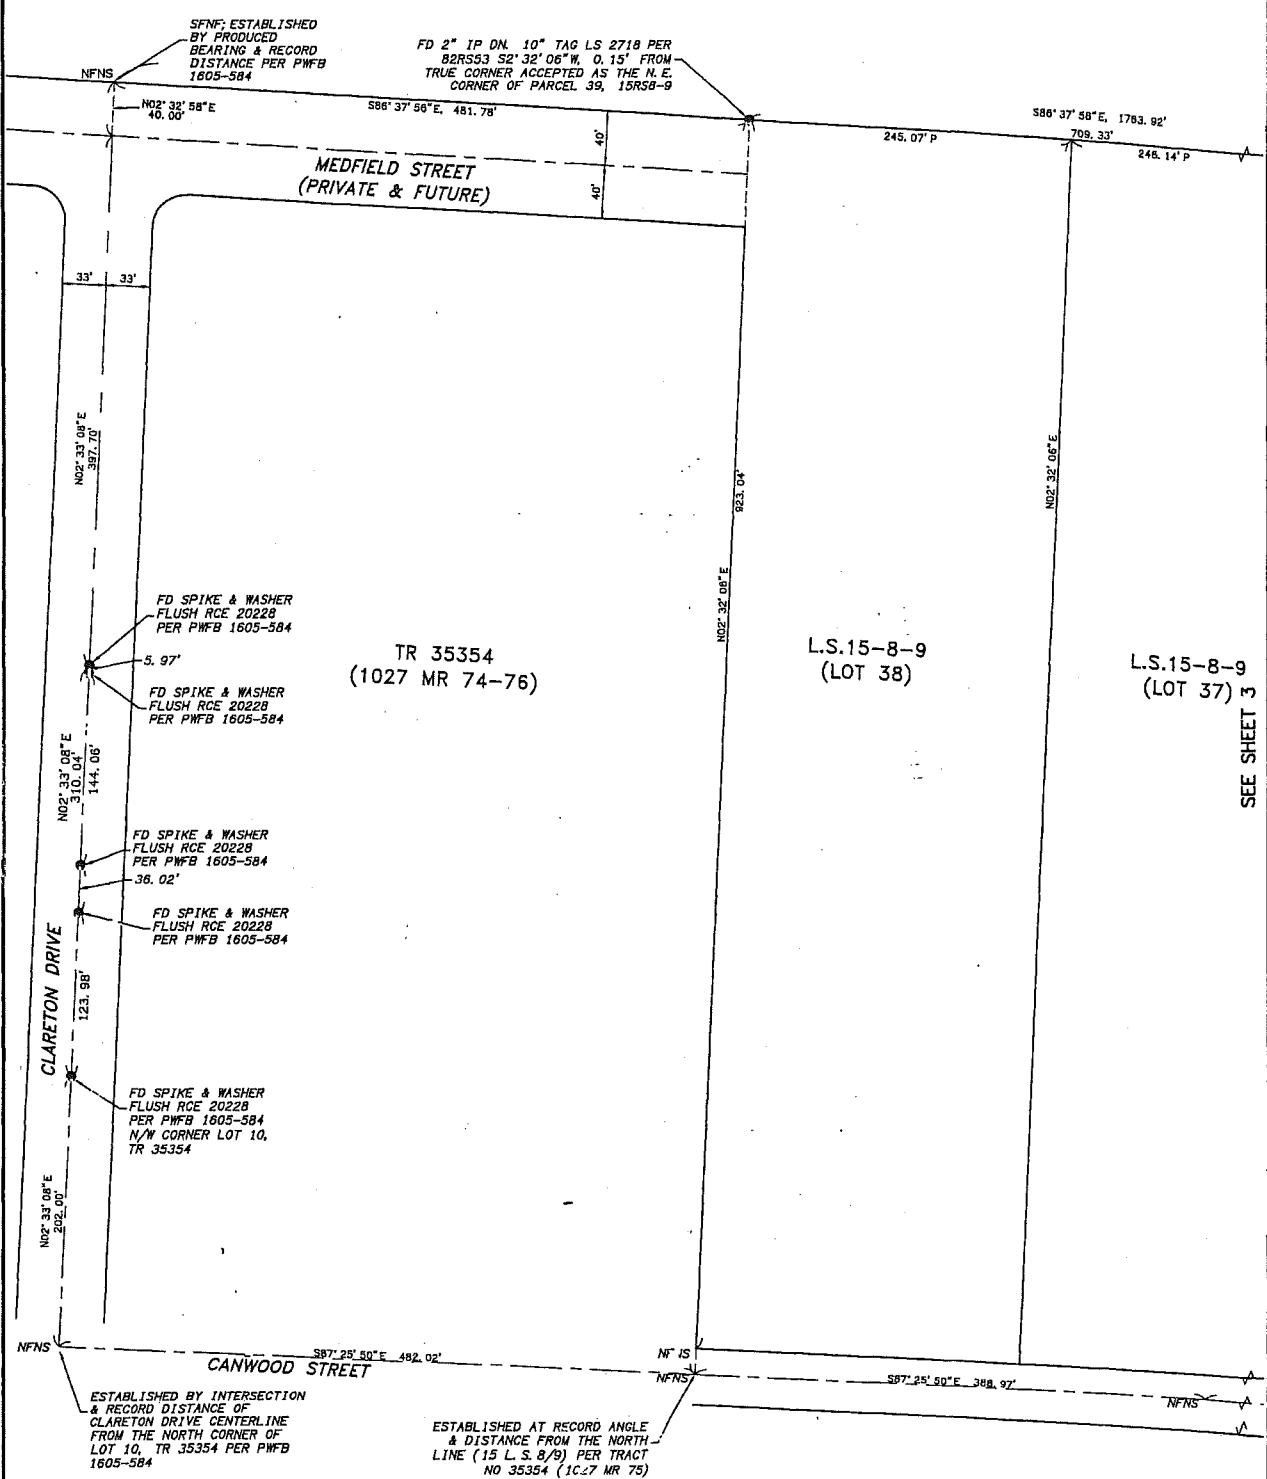 SFNF; ESTABLISHED
BY PRODUCED
BEARING & RECORD
DISTANCE PER PWFB
1605-584
NFNS
FD 2" IP DN. 10" TAG LS 2718 PER
82RS53 S2°32'06"W, 0.15' FROM
TRUE CORNER ACCEPTED AS THE N.E.
CORNER OF PARCEL 39, 15RS8-9
N02°32'58"E
40.00'
S86°37'56"E, 481.78'
S86°37'58"E, 1763.92'
245.07' P
709.33'
246.14' P
40'
40'
MEDFIELD STREET
(PRIVATE & FUTURE)
33'
33'
N02°33'08"E
397.70'
923.04'
N02°32'06"E
N02°32'06"E
FD SPIKE & WASHER
FLUSH RCE 20228
PER PWFB 1605-584
5.97'
FD SPIKE & WASHER
FLUSH RCE 20228
PER PWFB 1605-584
TR 35354
(1027 MR 74-76)
L.S.15-8-9
(LOT 38)
L.S.15-8-9
(LOT 37)
SEE SHEET 3
N02°33'08"E
310.04'
144.06'
FD SPIKE & WASHER
FLUSH RCE 20228
PER PWFB 1605-584
36.02'
FD SPIKE & WASHER
FLUSH RCE 20228
PER PWFB 1605-584
CLARETON DRIVE
123.98'
FD SPIKE & WASHER
FLUSH RCE 20228
PER PWFB 1605-584
N/W CORNER LOT 10,
TR 35354
N02°33'08"E
202.00'
NFNS
S87°25'50"E 482.02'
CANWOOD STREET
NFNS
S87°25'50"E 388.97'
NFNS
ESTABLISHED BY INTERSECTION
& RECORD DISTANCE OF
CLARETON DRIVE CENTERLINE
FROM THE NORTH CORNER OF
LOT 10, TR 35354 PER PWFB
1605-584
ESTABLISHED AT RECORD ANGLE
& DISTANCE FROM THE NORTH
LINE (15 L.S. 8/9) PER TRACT
NO 35354 MR 75)